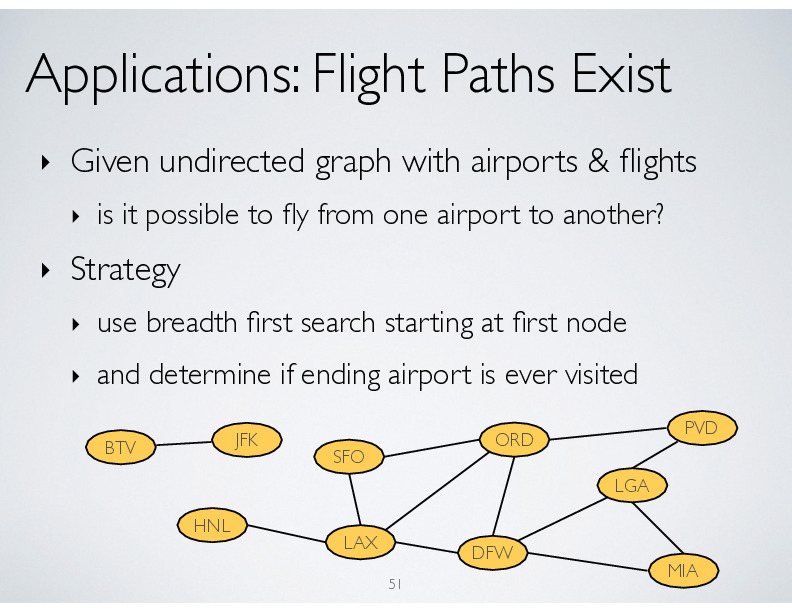 Applications: Flight Paths Exist
‣ Given undirected graph with airports & flights
‣ is it possible to fly from one airport to another?
‣ Strategy
‣ use breadth first search starting at first node
‣ and determine if ending airport is ever visited
BTV
JFK
SFO
ORD
PVD
LGA
HNL
LAX
DFW
MIA
51